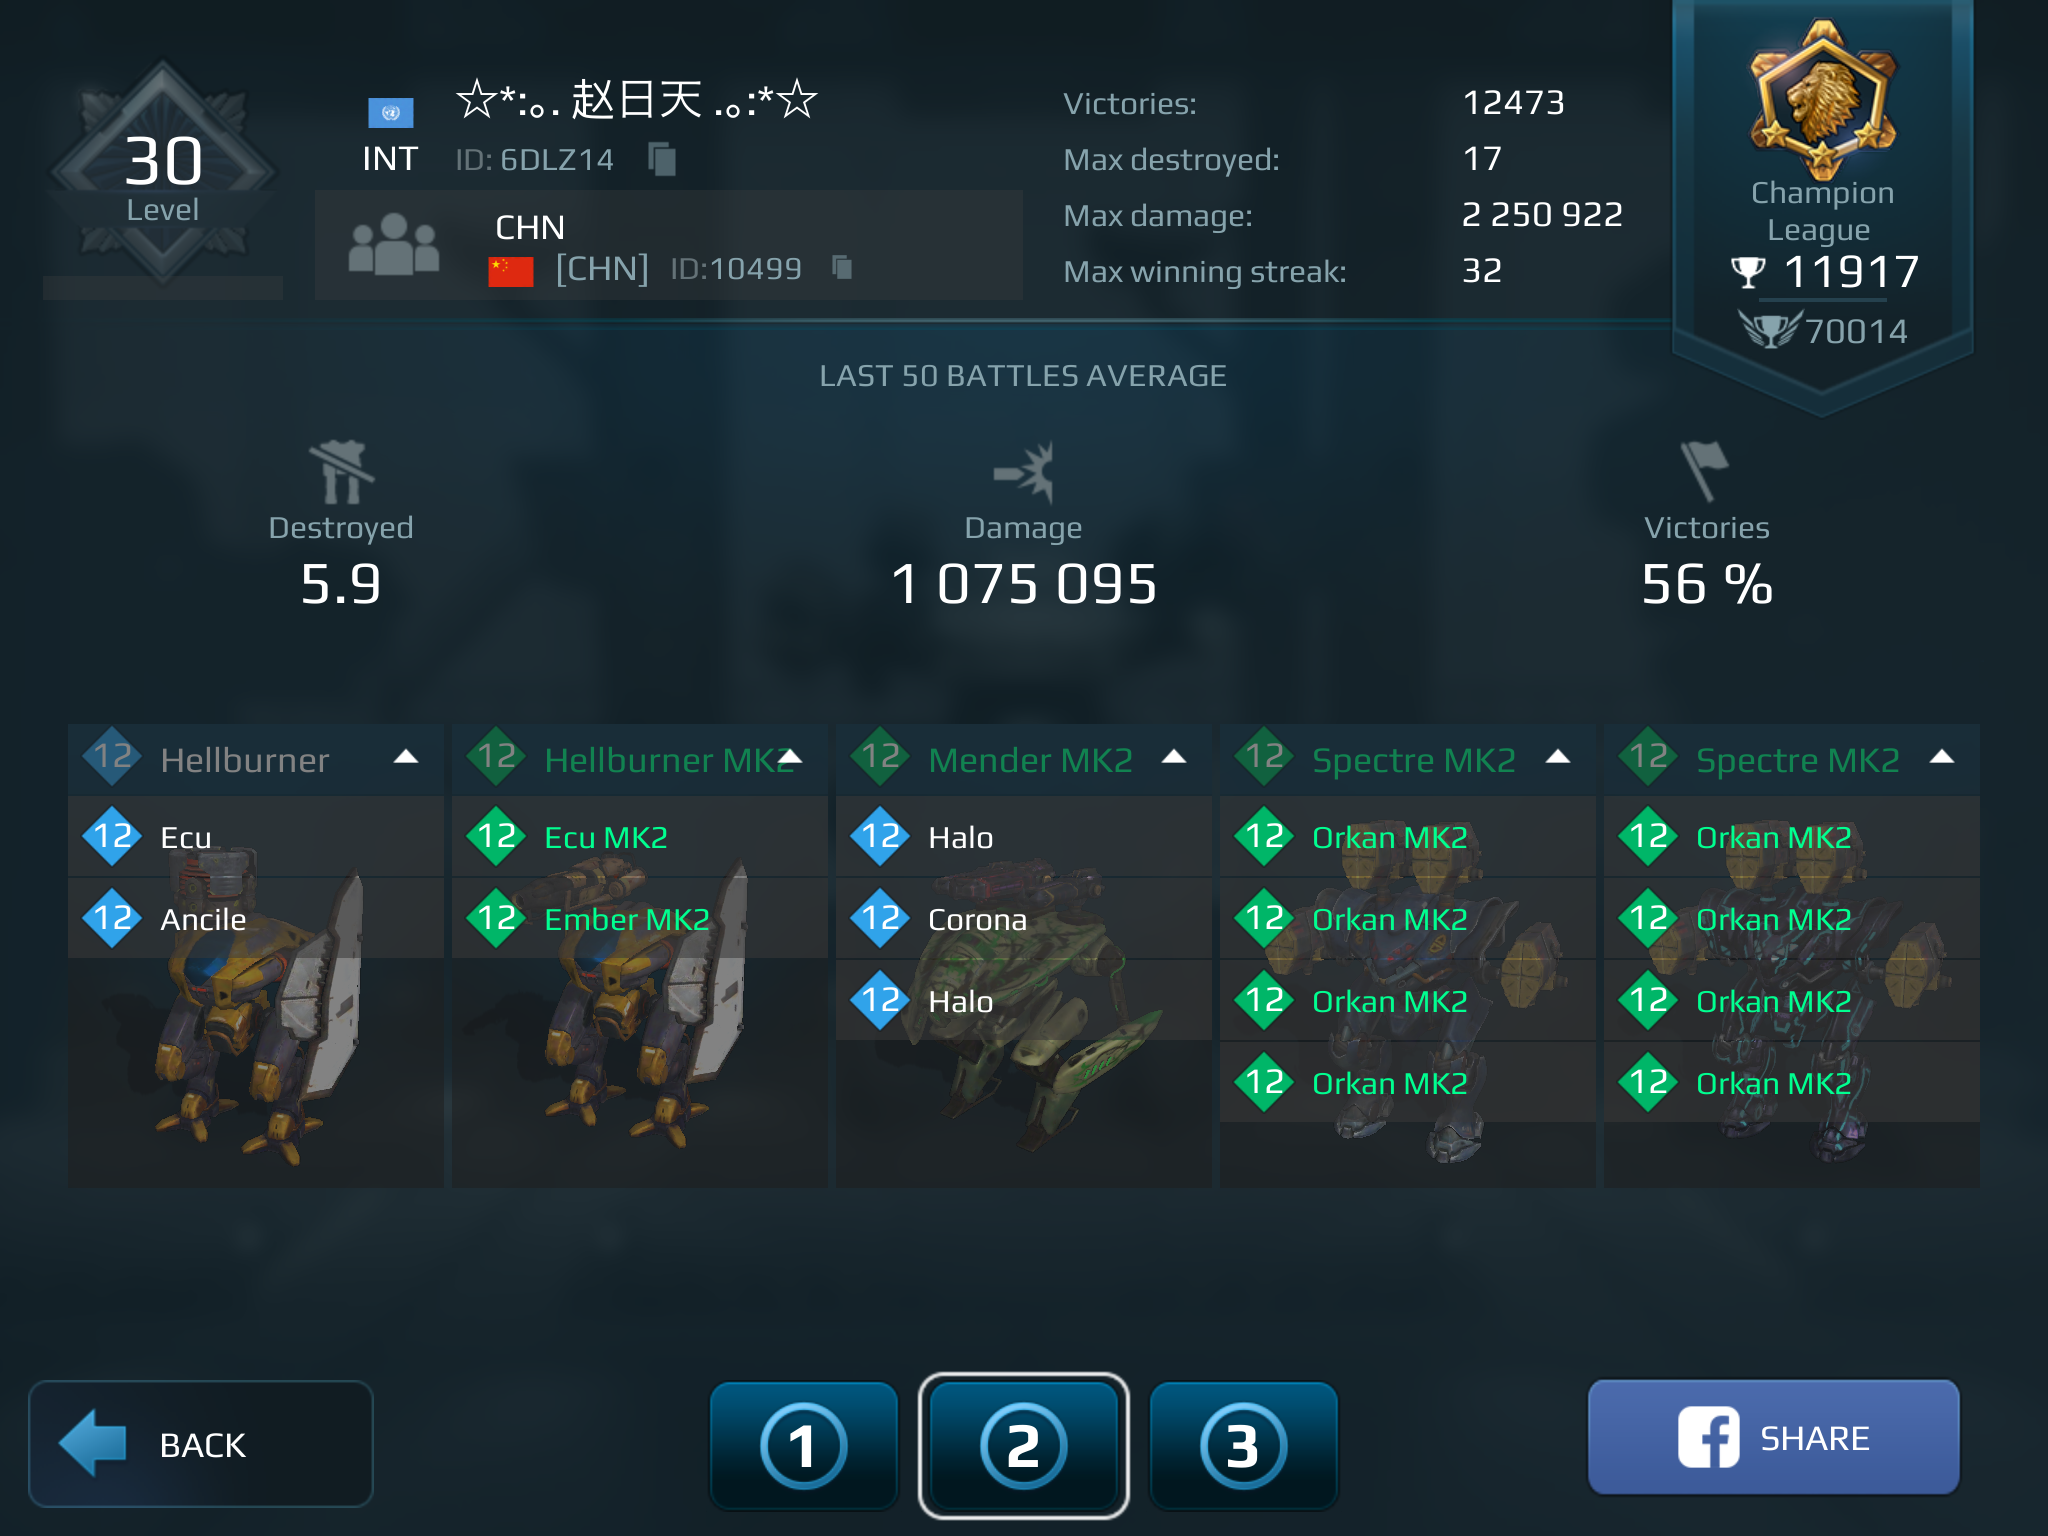 30
Level
INT
☆*:｡. 赵日天 .｡:*☆
ID: 6DLZ14
CHN
[CHN] ID:10499
Victories: 12473
Max destroyed: 17
Max damage: 2 250 922
Max winning streak: 32
Champion
League
11917
70014
LAST 50 BATTLES AVERAGE
Destroyed
5.9
Damage
1 075 095
Victories
56 %
12 Hellburner
12 Ecu
12 Ancile
12 Hellburner MK2
12 Ecu MK2
12 Ember MK2
12 Mender MK2
12 Halo
12 Corona
12 Halo
12 Spectre MK2
12 Orkan MK2
12 Orkan MK2
12 Orkan MK2
12 Orkan MK2
12 Spectre MK2
12 Orkan MK2
12 Orkan MK2
12 Orkan MK2
12 Orkan MK2
BACK
1
2
3
SHARE